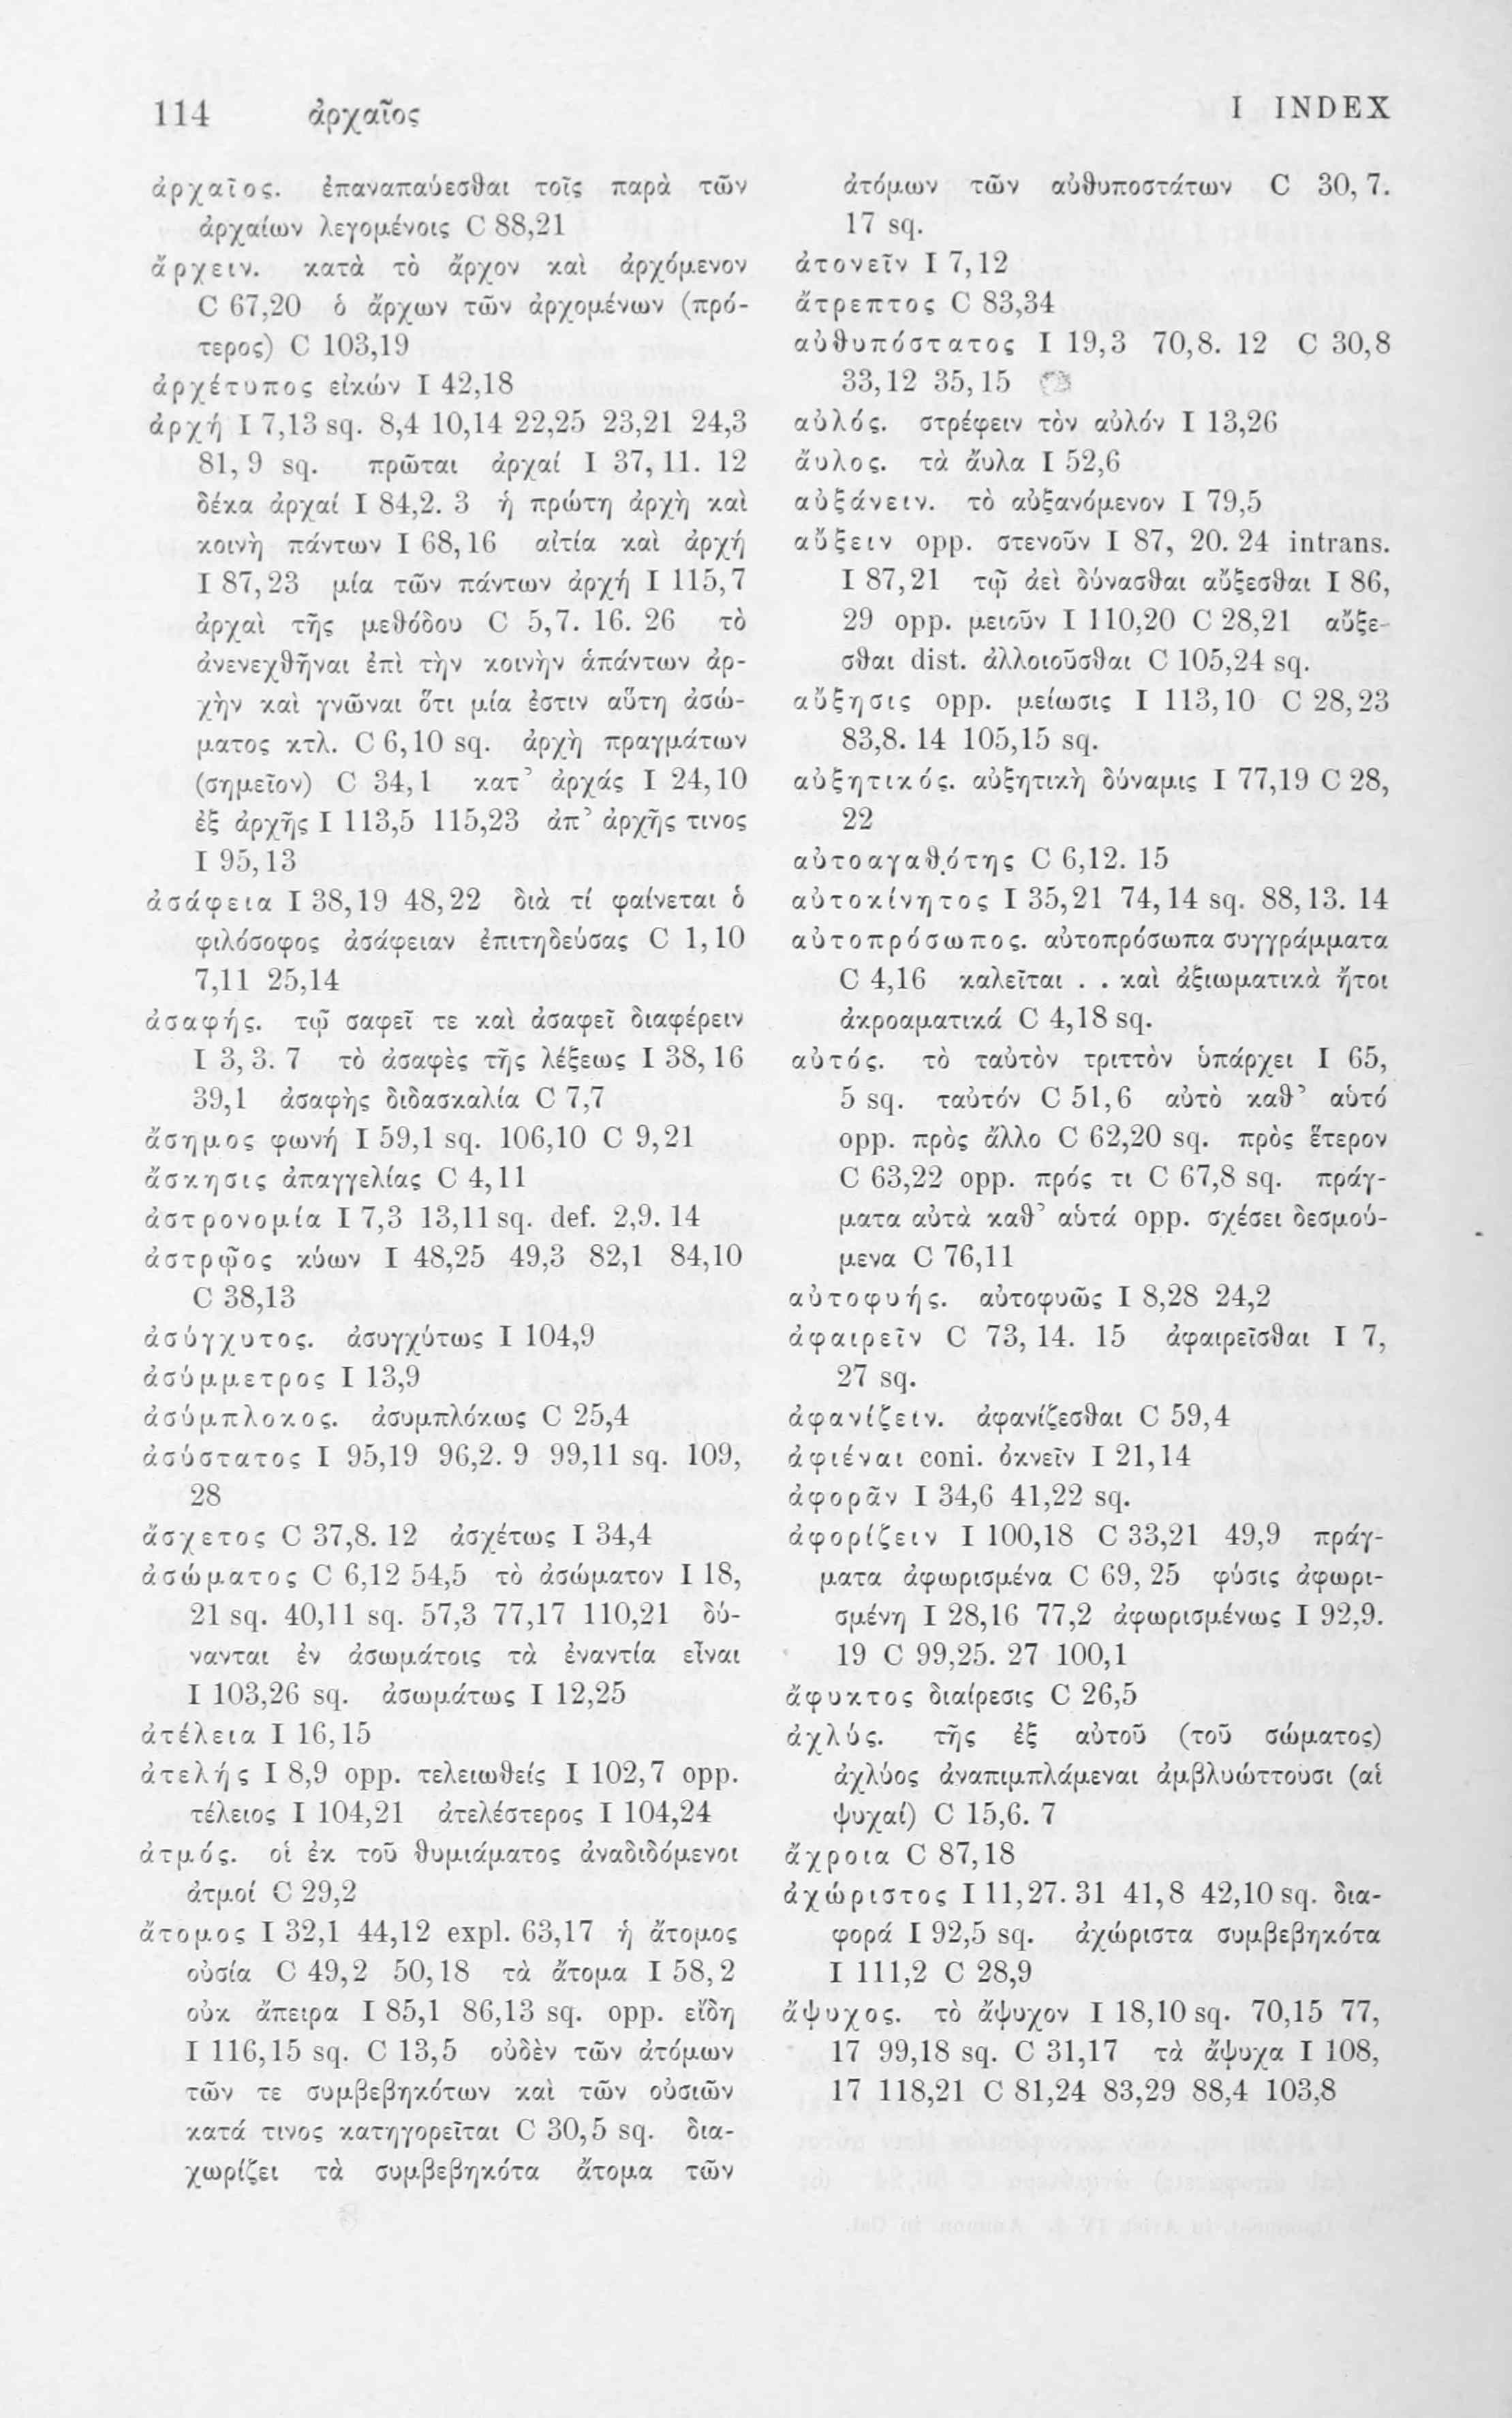 114 ἀρχαῖος I INDEX
ἀρχαῖος. ἐπαναπαύεσθαι τοῖς παρὰ τῶν
ἀρχαίων λεγομένοις C 88,21
ἄρχειν. κατὰ τὸ ἄρχον καὶ ἀρχόμενον
C 67,20 ὁ ἄρχων τῶν ἀρχομένων (πρό-
τερος) C 103,19
ἀρχέτυπος εἰκών I 42,18
ἀρχή I 7,13 sq. 8,4 10,14 22,25 23,21 24,3
81, 9 sq. πρῶται ἀρχαί I 37, 11. 12
δέκα ἀρχαί I 84,2. 3 ἡ πρώτη ἀρχὴ καὶ
κοινὴ πάντων I 68,16 αἰτία καὶ ἀρχή
I 87,23 μία τῶν πάντων ἀρχή I 115,7
ἀρχαὶ τῆς μεθόδου C 5,7. 16. 26 τὸ
ἀνενεχθῆναι ἐπὶ τὴν κοινὴν ἁπάντων ἀρ-
χὴν καὶ γνῶναι ὅτι μία ἐστιν αὕτη ἀσώ-
ματος κτλ. C 6,10 sq. ἀρχὴ πραγμάτων
(σημεῖον) C 34,1 κατ᾽ ἀρχάς I 24,10
ἐξ ἀρχῆς I 113,5 115,23 ἀπ᾽ ἀρχῆς τινος
I 95,13
ἀσάφεια I 38,19 48,22 διὰ τί φαίνεται ὁ
φιλόσοφος ἀσάφειαν ἐπιτηδεύσας C 1,10
7,11 25,14
ἀσαφής. τῷ σαφεῖ τε καὶ ἀσαφεῖ διαφέρειν
I 3, 3. 7 τὸ ἀσαφὲς τῆς λέξεως I 38, 16
39,1 ἀσαφὴς διδασκαλία C 7,7
ἄσημος φωνή I 59,1 sq. 106,10 C 9,21
ἄσκησις ἀπαγγελίας C 4,11
ἀστρονομία I 7,3 13,11 sq. def. 2,9. 14
ἀστρῷος κύων I 48,25 49,3 82,1 84,10
C 38,13
ἀσύγχυτος. ἀσυγχύτως I 104,9
ἀσύμμετρος I 13,9
ἀσύμπλοκος. ἀσυμπλόκως C 25,4
ἀσύστατος I 95,19 96,2. 9 99,11 sq. 109,
28
ἄσχετος C 37,8. 12 ἀσχέτως I 34,4
ἀσώματος C 6,12 54,5 τὸ ἀσώματον I 18,
21 sq. 40,11 sq. 57,3 77,17 110,21 δύ-
νανται ἐν ἀσωμάτοις τὰ ἐναντία εἶναι
I 103,26 sq. ἀσωμάτως I 12,25
ἀτέλεια I 16,15
ἀτελής I 8,9 opp. τελειωθείς I 102,7 opp.
τέλειος I 104,21 ἀτελέστερος I 104,24
ἀτμός. οἱ ἐκ τοῦ θυμιάματος ἀναδιδόμενοι
ἀτμοί C 29,2
ἄτομος I 32,1 44,12 expl. 63,17 ἡ ἄτομος
οὐσία C 49,2 50,18 τὰ ἄτομα I 58,2
οὐκ ἄπειρα I 85,1 86,13 sq. opp. εἴδη
I 116,15 sq. C 13,5 οὐδὲν τῶν ἀτόμων
τῶν τε συμβεβηκότων καὶ τῶν οὐσιῶν
κατά τινος κατηγορεῖται C 30,5 sq. δια-
χωρίζει τὰ συμβεβηκότα ἄτομα τῶν
ἀτόμων τῶν αὐθυποστάτων C 30, 7.
17 sq.
ἀτονεῖν I 7,12
ἄτρεπτος C 83,34
αὐθυπόστατος I 19,3 70,8. 12 C 30,8
33,12 35,15
αὐλός. στρέφειν τὸν αὐλόν I 13,26
ἄυλος. τὰ ἄυλα I 52,6
αὐξάνειν. τὸ αὐξανόμενον I 79,5
αὔξειν opp. στενοῦν I 87, 20. 24 intrans.
I 87,21 τῷ ἀεὶ δύνασθαι αὔξεσθαι I 86,
29 opp. μειοῦν I 110,20 C 28,21 αὔξε-
σθαι dist. ἀλλοιοῦσθαι C 105,24 sq.
αὔξησις opp. μείωσις I 113,10 C 28,23
83,8. 14 105,15 sq.
αὐξητικός. αὐξητικὴ δύναμις I 77,19 C 28,
22
αὐτοαγαθότης C 6,12. 15
αὐτοκίνητος I 35,21 74,14 sq. 88,13. 14
αὐτοπρόσωπος. αὐτοπρόσωπα συγγράμματα
C 4,16 καλεῖται . . καὶ ἀξιωματικὰ ἤτοι
ἀκροαματικά C 4,18 sq.
αὐτός. τὸ ταὐτὸν τριττὸν ὑπάρχει I 65,
5 sq. ταὐτόν C 51,6 αὐτὸ καθ᾽ αὑτό
opp. πρὸς ἄλλο C 62,20 sq. πρὸς ἕτερον
C 63,22 opp. πρός τι C 67,8 sq. πράγ-
ματα αὐτὰ καθ᾽ αὑτά opp. σχέσει δεσμού-
μενα C 76,11
αὐτοφυής. αὐτοφυῶς I 8,28 24,2
ἀφαιρεῖν C 73, 14. 15 ἀφαιρεῖσθαι I 7,
27 sq.
ἀφανίζειν. ἀφανίζεσθαι C 59,4
ἀφιέναι coni. ὀκνεῖν I 21,14
ἀφορᾶν I 34,6 41,22 sq.
ἀφορίζειν I 100,18 C 33,21 49,9 πράγ-
ματα ἀφωρισμένα C 69, 25 φύσις ἀφωρι-
σμένη I 28,16 77,2 ἀφωρισμένως I 92,9.
19 C 99,25. 27 100,1
ἄφυκτος διαίρεσις C 26,5
ἀχλύς. τῆς ἐξ αὐτοῦ (τοῦ σώματος)
ἀχλύος ἀναπιμπλάμεναι ἀμβλυώττουσι (αἱ
ψυχαί) C 15,6. 7
ἄχροια C 87,18
ἀχώριστος I 11,27. 31 41,8 42,10 sq. δια-
φορά I 92,5 sq. ἀχώριστα συμβεβηκότα
I 111,2 C 28,9
ἄψυχος. τὸ ἄψυχον I 18,10 sq. 70,15 77,
17 99,18 sq. C 31,17 τὰ ἄψυχα I 108,
17 118,21 C 81,24 83,29 88,4 103,8